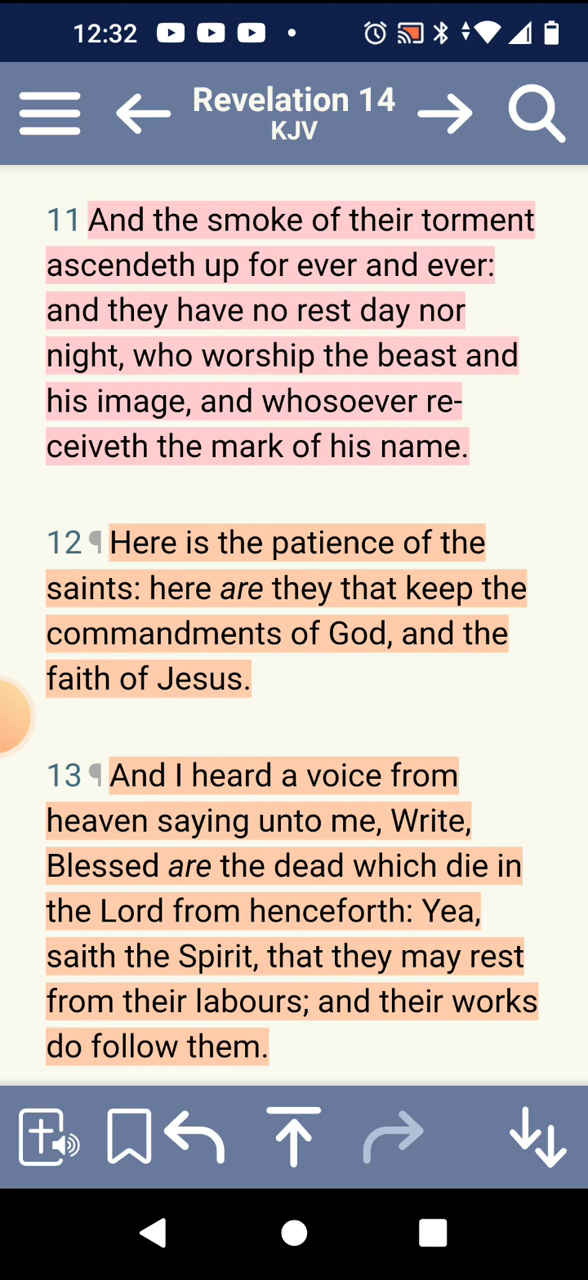 12:32
Revelation 14
KJV
11 And the smoke of their torment
ascendeth up for ever and ever:
and they have no rest day nor
night, who worship the beast and
his image, and whosoever re-
ceiveth the mark of his name.
12 ¶ Here is the patience of the
saints: here are they that keep the
commandments of God, and the
faith of Jesus.
13 ¶ And I heard a voice from
heaven saying unto me, Write,
Blessed are the dead which die in
the Lord from henceforth: Yea,
saith the Spirit, that they may rest
from their labours; and their works
do follow them.